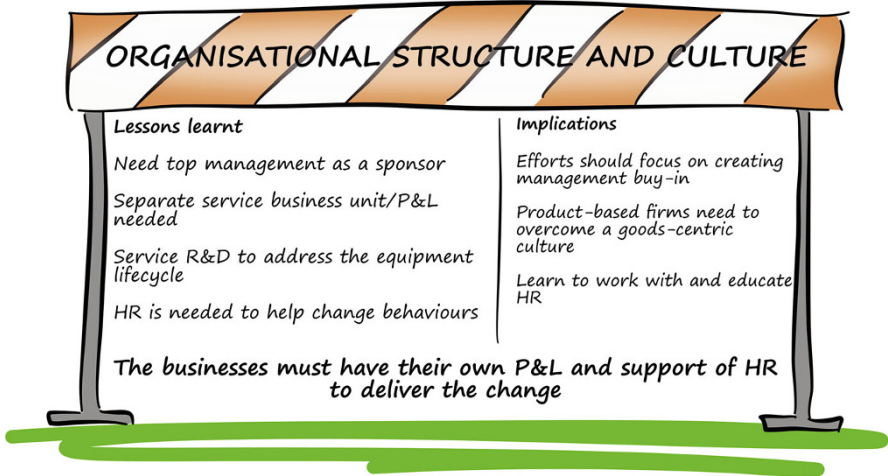 ORGANISATIONAL STRUCTURE AND CULTURE
Lessons learnt
Need top management as a sponsor
Separate service business unit/P&L
needed
Service R&D to address the equipment
lifecycle
HR is needed to help change behaviours
Implications
Efforts should focus on creating
management buy-in
Product-based firms need to
overcome a goods-centric
culture
Learn to work with and educate
HR
The businesses must have their own P&L and support of HR
to deliver the change